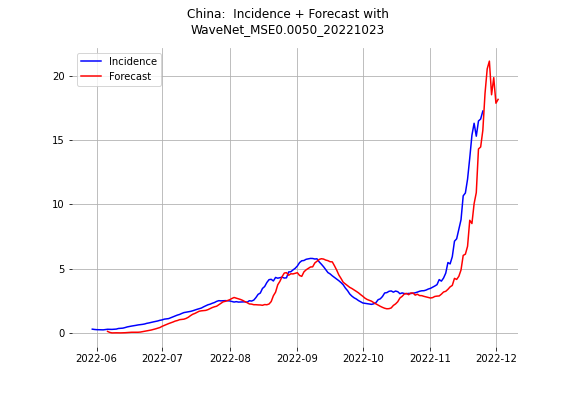 China:  Incidence + Forecast with
WaveNet_MSE0.0050_20221023
Incidence
Forecast
20
15
10
5
0
2022-06 2022-07 2022-08 2022-09 2022-10 2022-11 2022-12